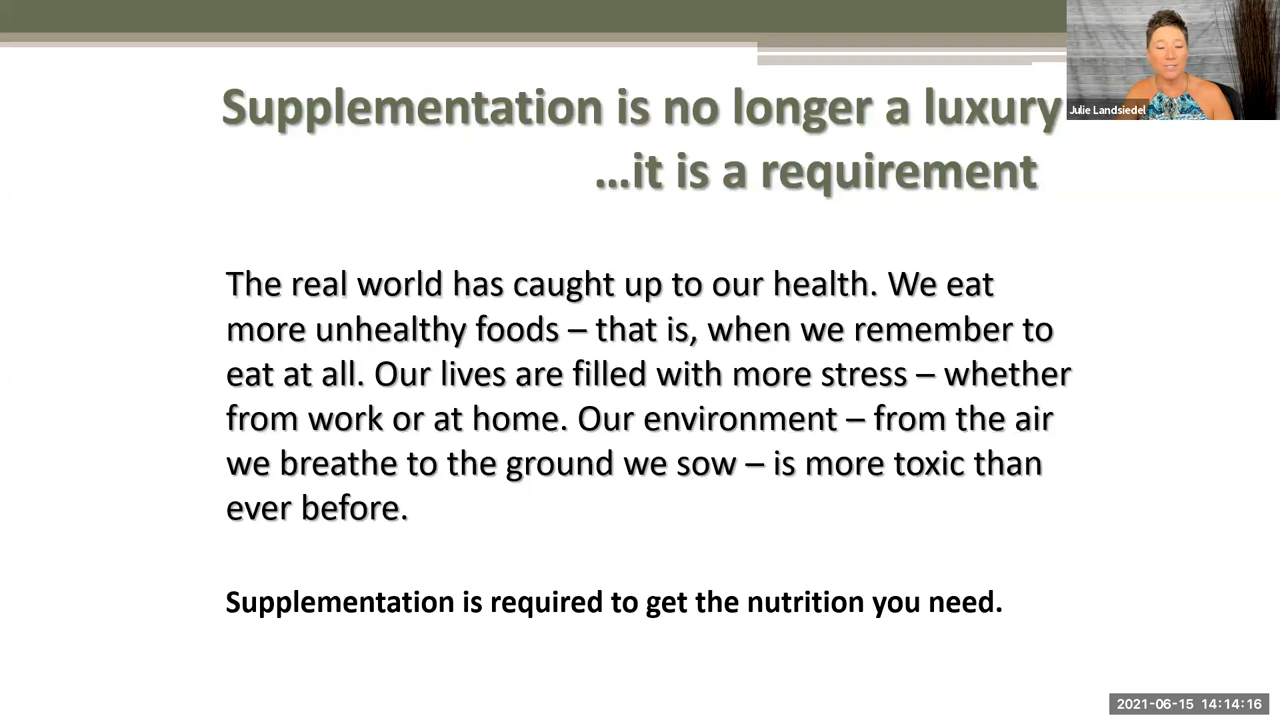 Supplementation is no longer a luxury
...it is a requirement
Julie Landsiedel
The real world has caught up to our health. We eat
more unhealthy foods – that is, when we remember to
eat at all. Our lives are filled with more stress – whether
from work or at home. Our environment – from the air
we breathe to the ground we sow – is more toxic than
ever before.
Supplementation is required to get the nutrition you need.
2021-06-15 14:14:16